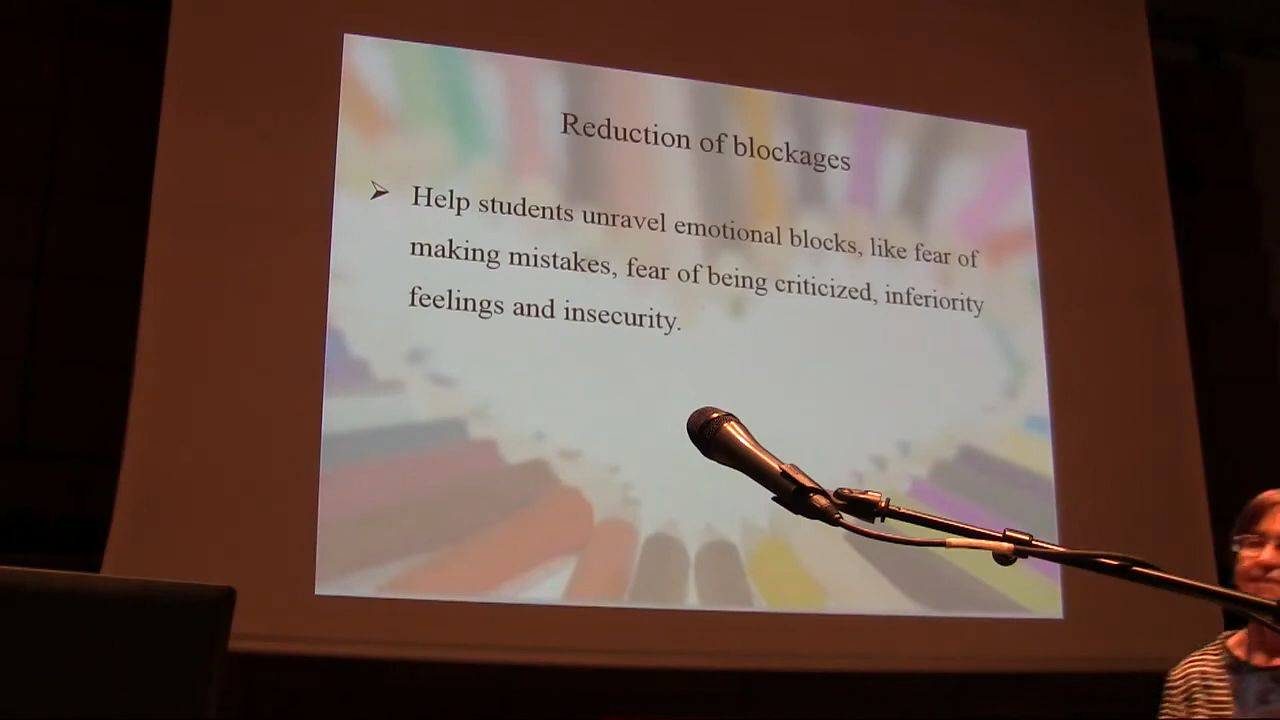 Reduction of blockages
➢ Help students unravel emotional blocks, like fear of
making mistakes, fear of being criticized, inferiority
feelings and insecurity.